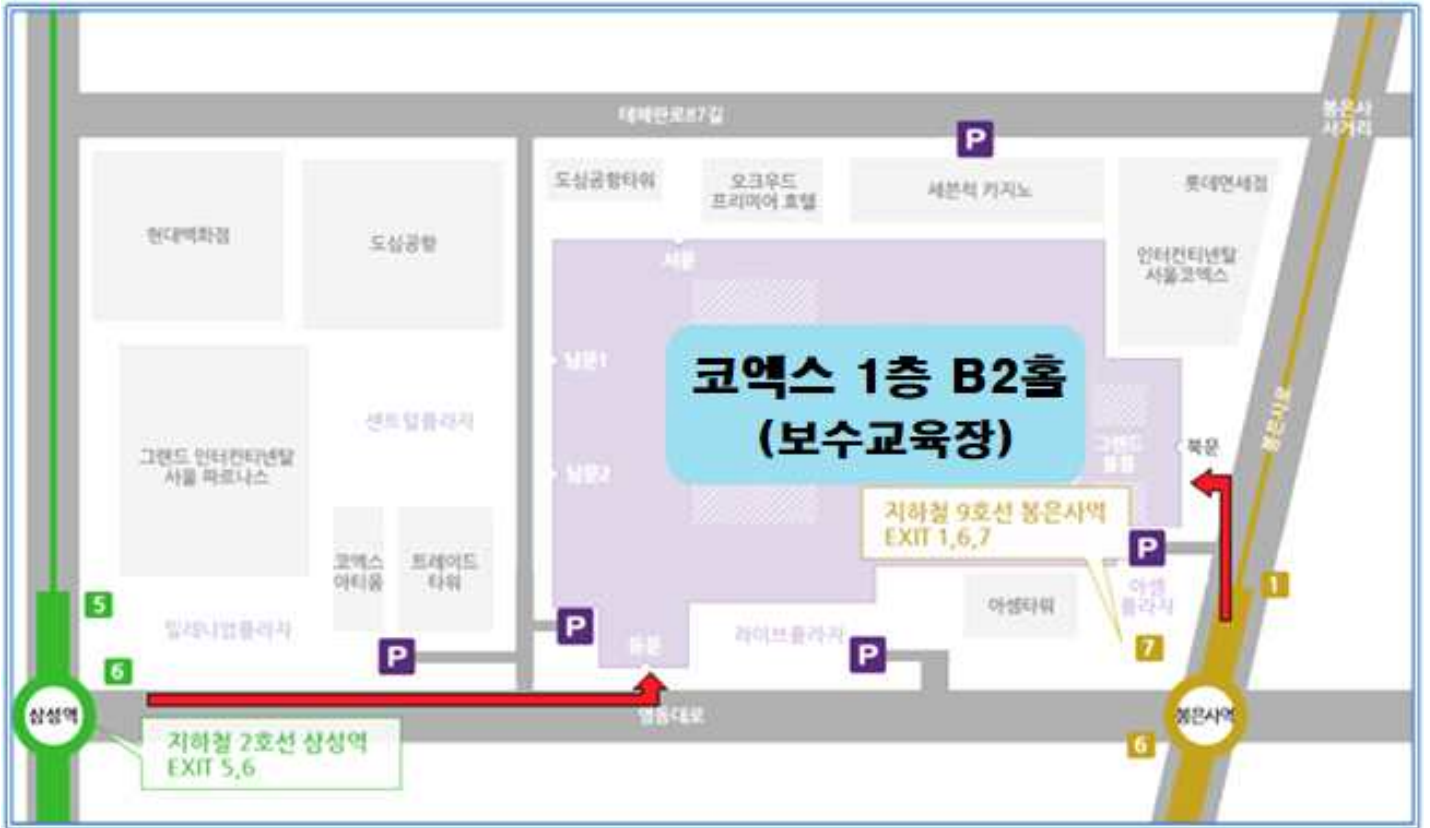 테헤란로87길
봉은사
사거리
P
도심공항타워
오크우드
프리미어 호텔
세븐럭 카지노
롯데면세점
현대백화점
도심공항
인터컨티넨탈
서울코엑스
서문
남문1
코엑스 1층 B2홀
(보수교육장)
센트럴플라자
봉은사로
그랜드
볼룸
북문
그랜드 인터컨티넨탈
서울 파르나스
남문2
지하철 9호선 봉은사역
EXIT 1,6,7
P
코엑스
아티움
트레이드
타워
아셈타워
아셈
플라자
1
5
밀레니엄플라자
P
동문
라이브플라자
7
P
P
6
삼성역
영동대로
봉은사역
지하철 2호선 삼성역
EXIT 5,6
6